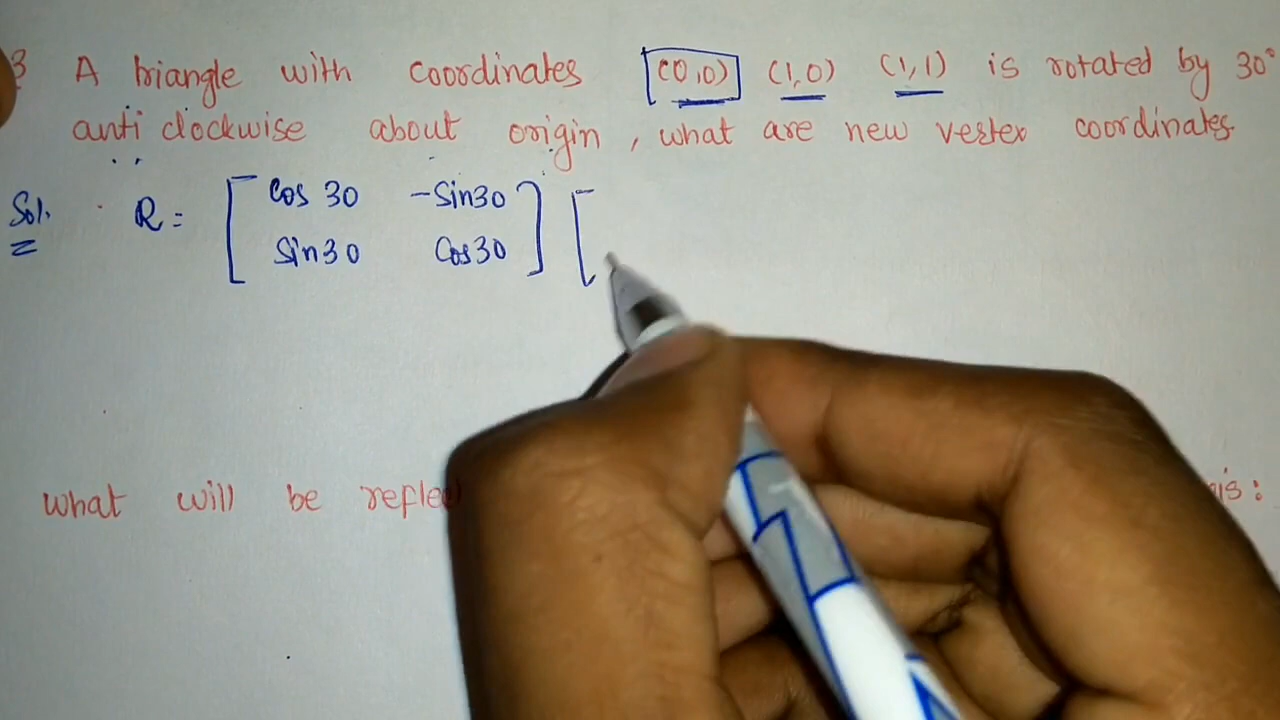 3 A triangle with coordinates (0,0) (1,0) (1,1) is rotated by 30°
anti clockwise about origin, what are new vertex coordinates.
Sol. R = [ Cos 30 -Sin30 ] [
Sin30 Cos30
What will be